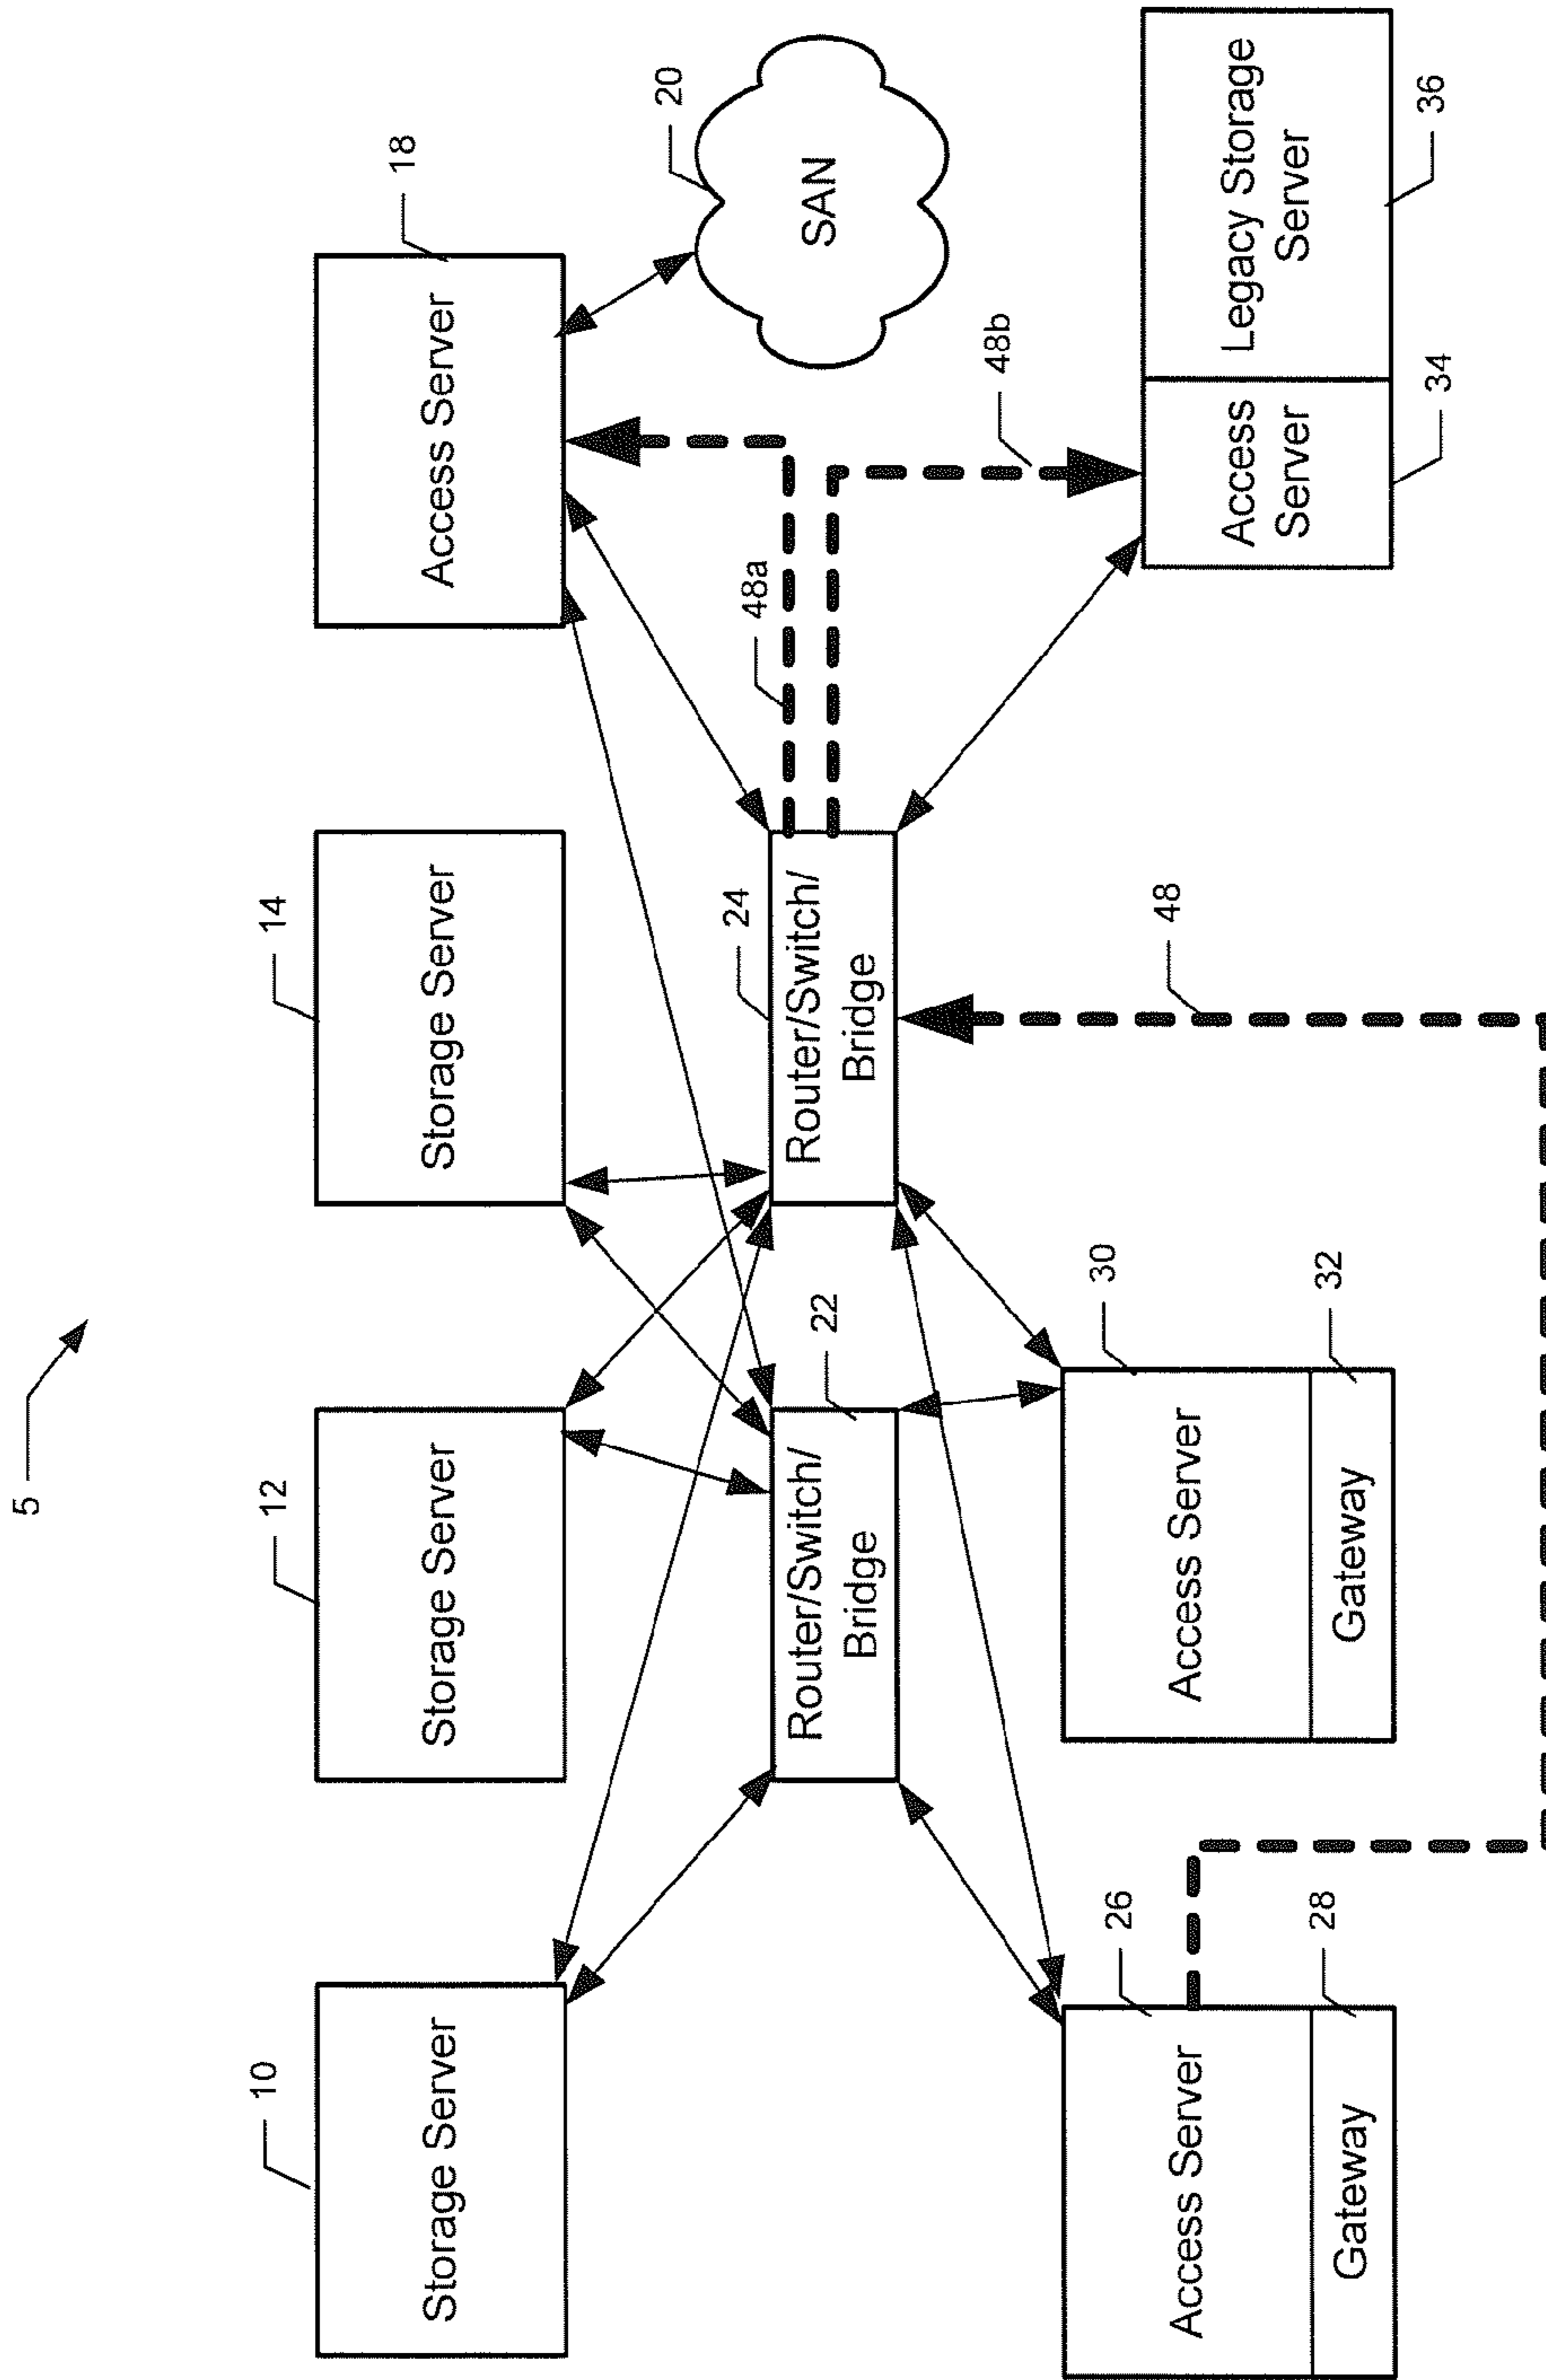 5
10
Storage Server
12
Storage Server
14
Storage Server
18
Access Server
20
SAN
22
Router/Switch/
Bridge
24
Router/Switch/
Bridge
48a
48b
48
26
Access Server
28
Gateway
30
Access Server
32
Gateway
34
Access
Server
36
Legacy Storage
Server